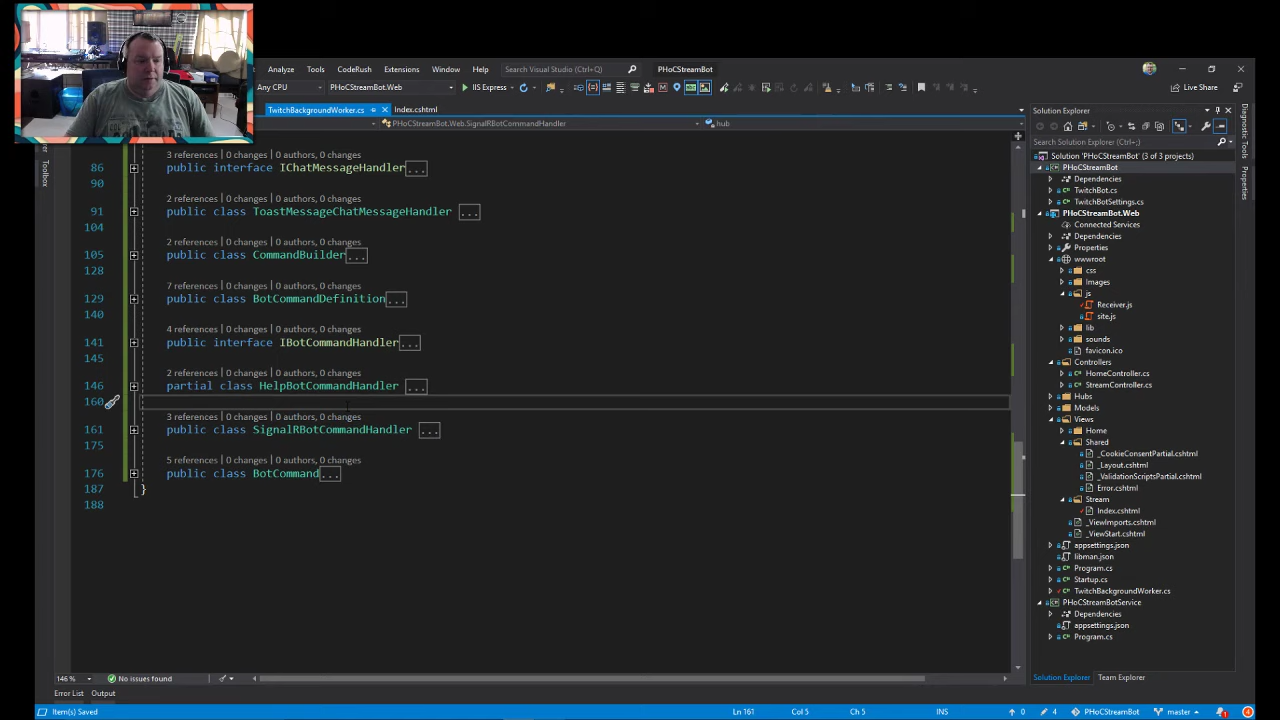 Analyze Tools CodeRush Extensions Window Help Search Visual Studio (Ctrl+Q) PHoCStreamBot
Any CPU PHoCStreamBot.Web IIS Express Live Share
TwitchBackgroundWorker.cs Index.cshtml
PHoCStreamBot.Web.SignalRBotCommandHandler hub
Toolbox
3 references | 0 changes | 0 authors, 0 changes
86 public interface IChatMessageHandler...
90
2 references | 0 changes | 0 authors, 0 changes
91 public class ToastMessageChatMessageHandler ...
104
2 references | 0 changes | 0 authors, 0 changes
105 public class CommandBuilder...
128
7 references | 0 changes | 0 authors, 0 changes
129 public class BotCommandDefinition...
140
4 references | 0 changes | 0 authors, 0 changes
141 public interface IBotCommandHandler...
145
2 references | 0 changes | 0 authors, 0 changes
146 partial class HelpBotCommandHandler ...
160
3 references | 0 changes | 0 authors, 0 changes
161 public class SignalRBotCommandHandler ...
175
5 references | 0 changes | 0 authors, 0 changes
176 public class BotCommand...
187 }
188
146 % No issues found
Error List Output
Item(s) Saved Ln 161 Col 5 Ch 5 INS 0 4 PHoCStreamBot master 4
Solution Explorer
Search Solution Explorer (Ctrl+;)
Solution 'PHoCStreamBot' (3 of 3 projects)
PHoCStreamBot
Dependencies
TwitchBot.cs
TwitchBotSettings.cs
PHoCStreamBot.Web
Connected Services
Dependencies
Properties
wwwroot
css
Images
js
Receiver.js
site.js
lib
sounds
favicon.ico
Controllers
HomeController.cs
StreamController.cs
Hubs
Models
Views
Home
Shared
_CookieConsentPartial.cshtml
_Layout.cshtml
_ValidationScriptsPartial.cshtml
Error.cshtml
Stream
Index.cshtml
_ViewImports.cshtml
_ViewStart.cshtml
appsettings.json
libman.json
Program.cs
Startup.cs
TwitchBackgroundWorker.cs
PHoCStreamBotService
Dependencies
appsettings.json
Program.cs
Solution Explorer Team Explorer
Diagnostic Tools
Properties